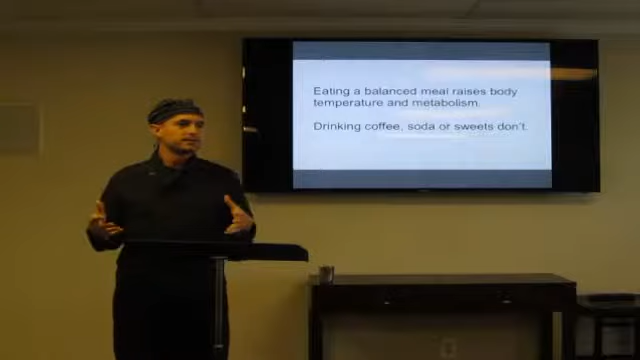 Eating a balanced meal raises body
temperature and metabolism.
Drinking coffee, soda or sweets don't.